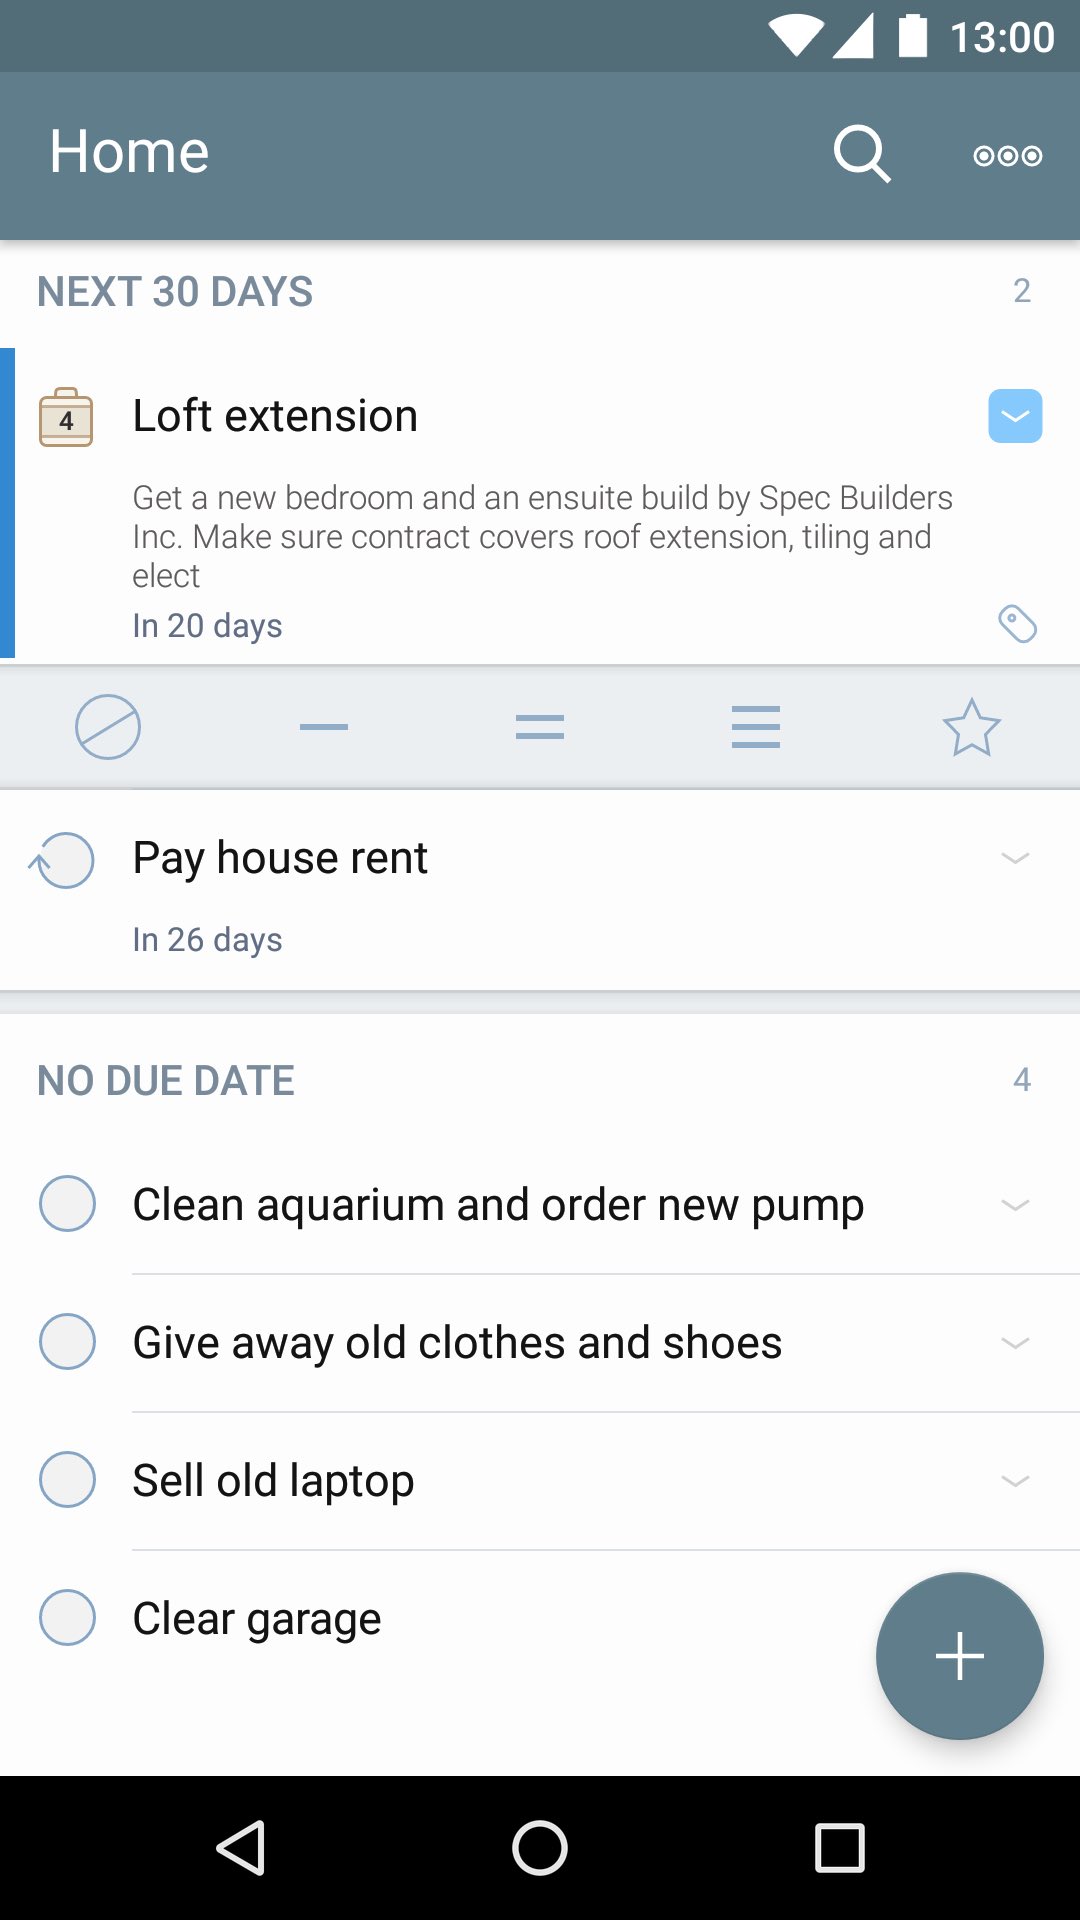 13:00
Home
NEXT 30 DAYS 2
4 Loft extension
Get a new bedroom and an ensuite build by Spec Builders
Inc. Make sure contract covers roof extension, tiling and
elect
In 20 days
Pay house rent
In 26 days
NO DUE DATE 4
Clean aquarium and order new pump
Give away old clothes and shoes
Sell old laptop
Clear garage